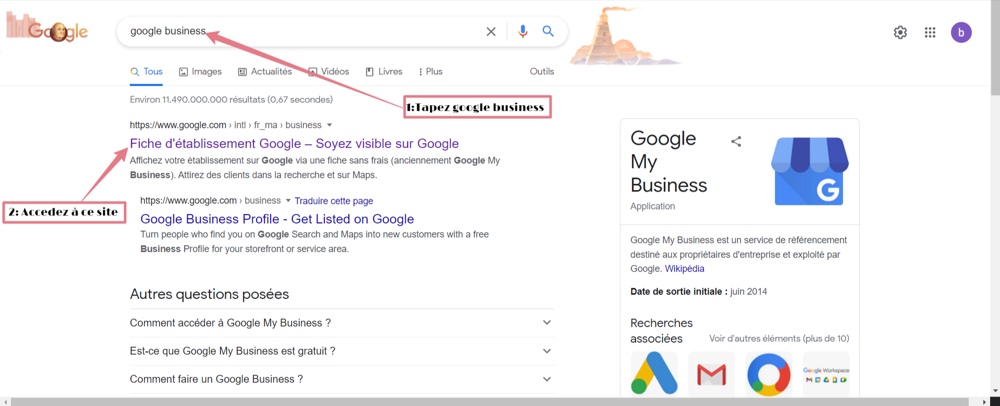 Google
google business
b
Tous
Images
Actualités
Vidéos
Livres
Plus
Outils
Environ 11.490.000.000 résultats (0,67 secondes)
1:Tapez google business
https://www.google.com › intl › fr_ma › business
Fiche d'établissement Google – Soyez visible sur Google
Affichez votre établissement sur Google via une fiche sans frais (anciennement Google My
Business). Attirez des clients dans la recherche et sur Maps.
2: Accedez à ce site
https://www.google.com › business Traduire cette page
Google Business Profile - Get Listed on Google
Turn people who find you on Google Search and Maps into new customers with a free
Business Profile for your storefront or service area.
Autres questions posées
Comment accéder à Google My Business ?
Est-ce que Google My Business est gratuit ?
Comment faire un Google Business ?
Google
My
Business
Application
G
Google My Business est un service de référencement
destiné aux propriétaires d'entreprise et exploité par
Google. Wikipédia
Date de sortie initiale : juin 2014
Recherches
associées
Voir d'autres éléments (plus de 10)
Google Workspace